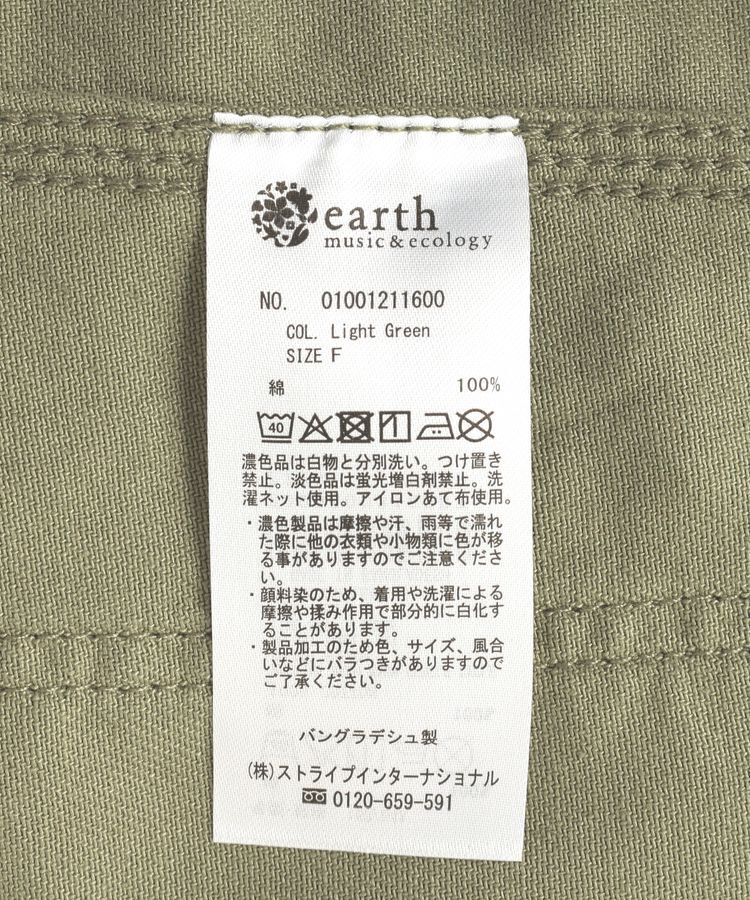 earth
music & ecology
NO. 01001211600
COL. Light Green
SIZE F
綿 100%
40
濃色品は白物と分別洗い。つけ置き
禁止。淡色品は蛍光増白剤禁止。洗
濯ネット使用。アイロンあて布使用。
・濃色製品は摩擦や汗、雨等で濡れ
た際に他の衣類や小物類に色が移
る事がありますのでご注意くださ
い。
・顔料染のため、着用や洗濯による
摩擦や揉み作用で部分的に白化す
ることがあります。
・製品加工のため色、サイズ、風合
いなどにバラつきがありますので
ご了承ください。
バングラデシュ製
(株)ストライプインターナショナル
0120-659-591